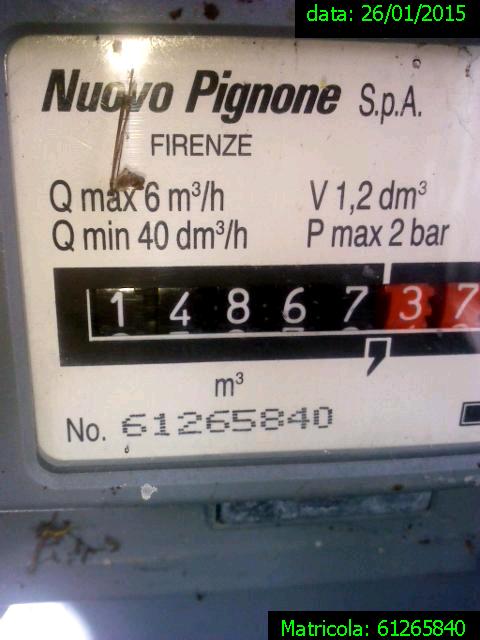 data: 26/01/2015
Nuovo Pignone S.p.A.
FIRENZE
Q max 6 m³/h V 1,2 dm³
Q min 40 dm³/h P max 2 bar
1 4 8 6 7 3 7
,
m³
No. 61265840
Matricola: 61265840